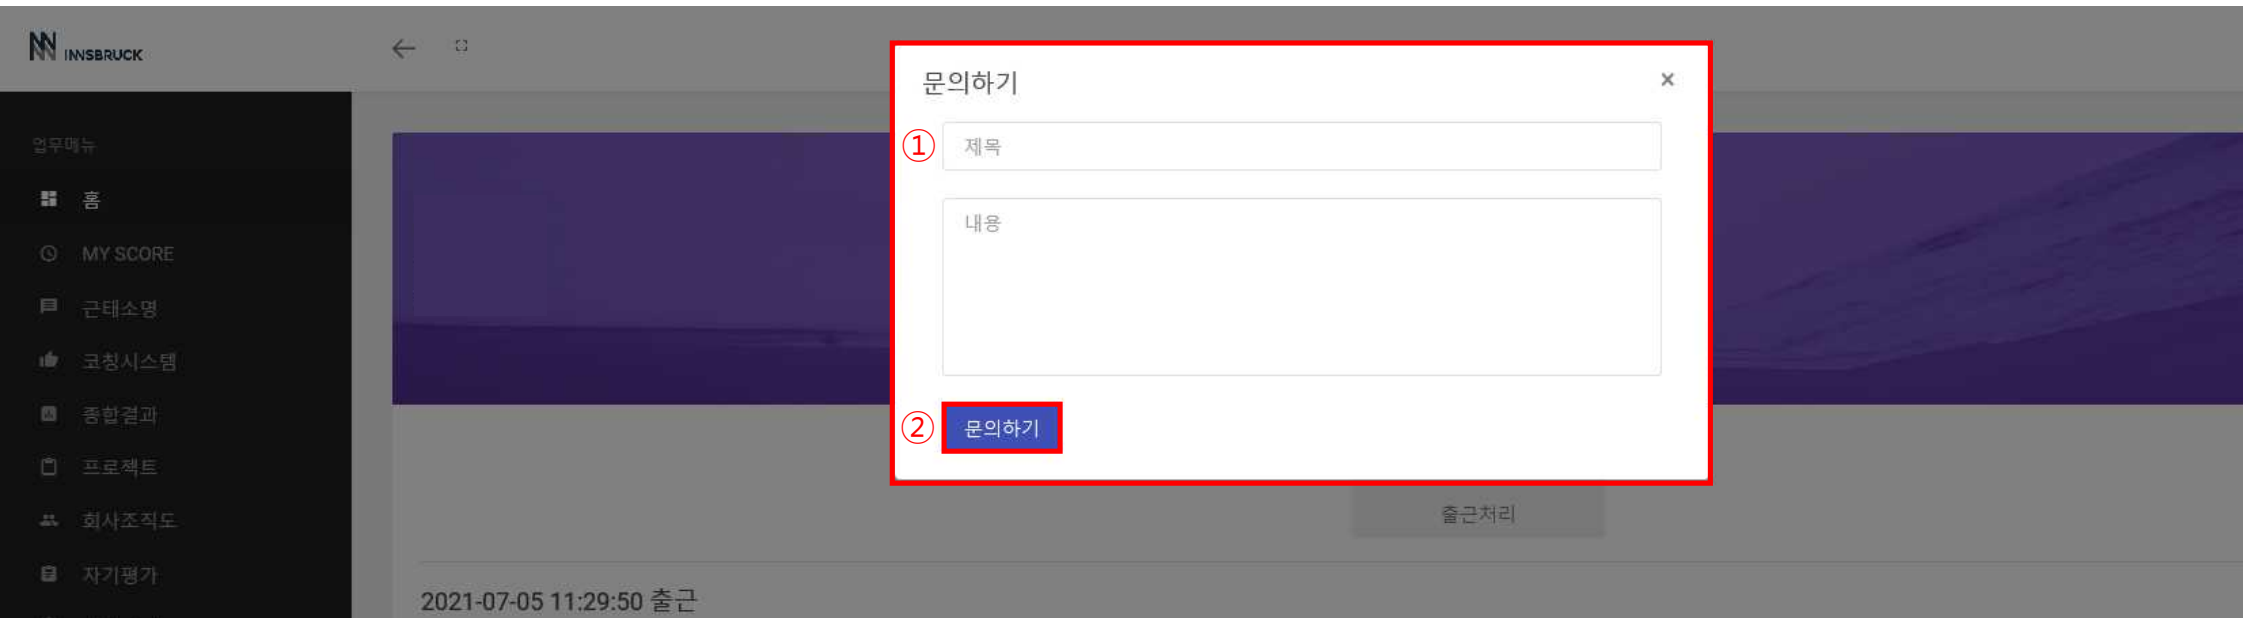 INNSBRUCK
업무메뉴
홈
MY SCORE
근태소명
코칭시스템
종합결과
프로젝트
회사조직도
자기평가
문의하기
×
① 제목
내용
② 문의하기
출근처리
2021-07-05 11:29:50 출근